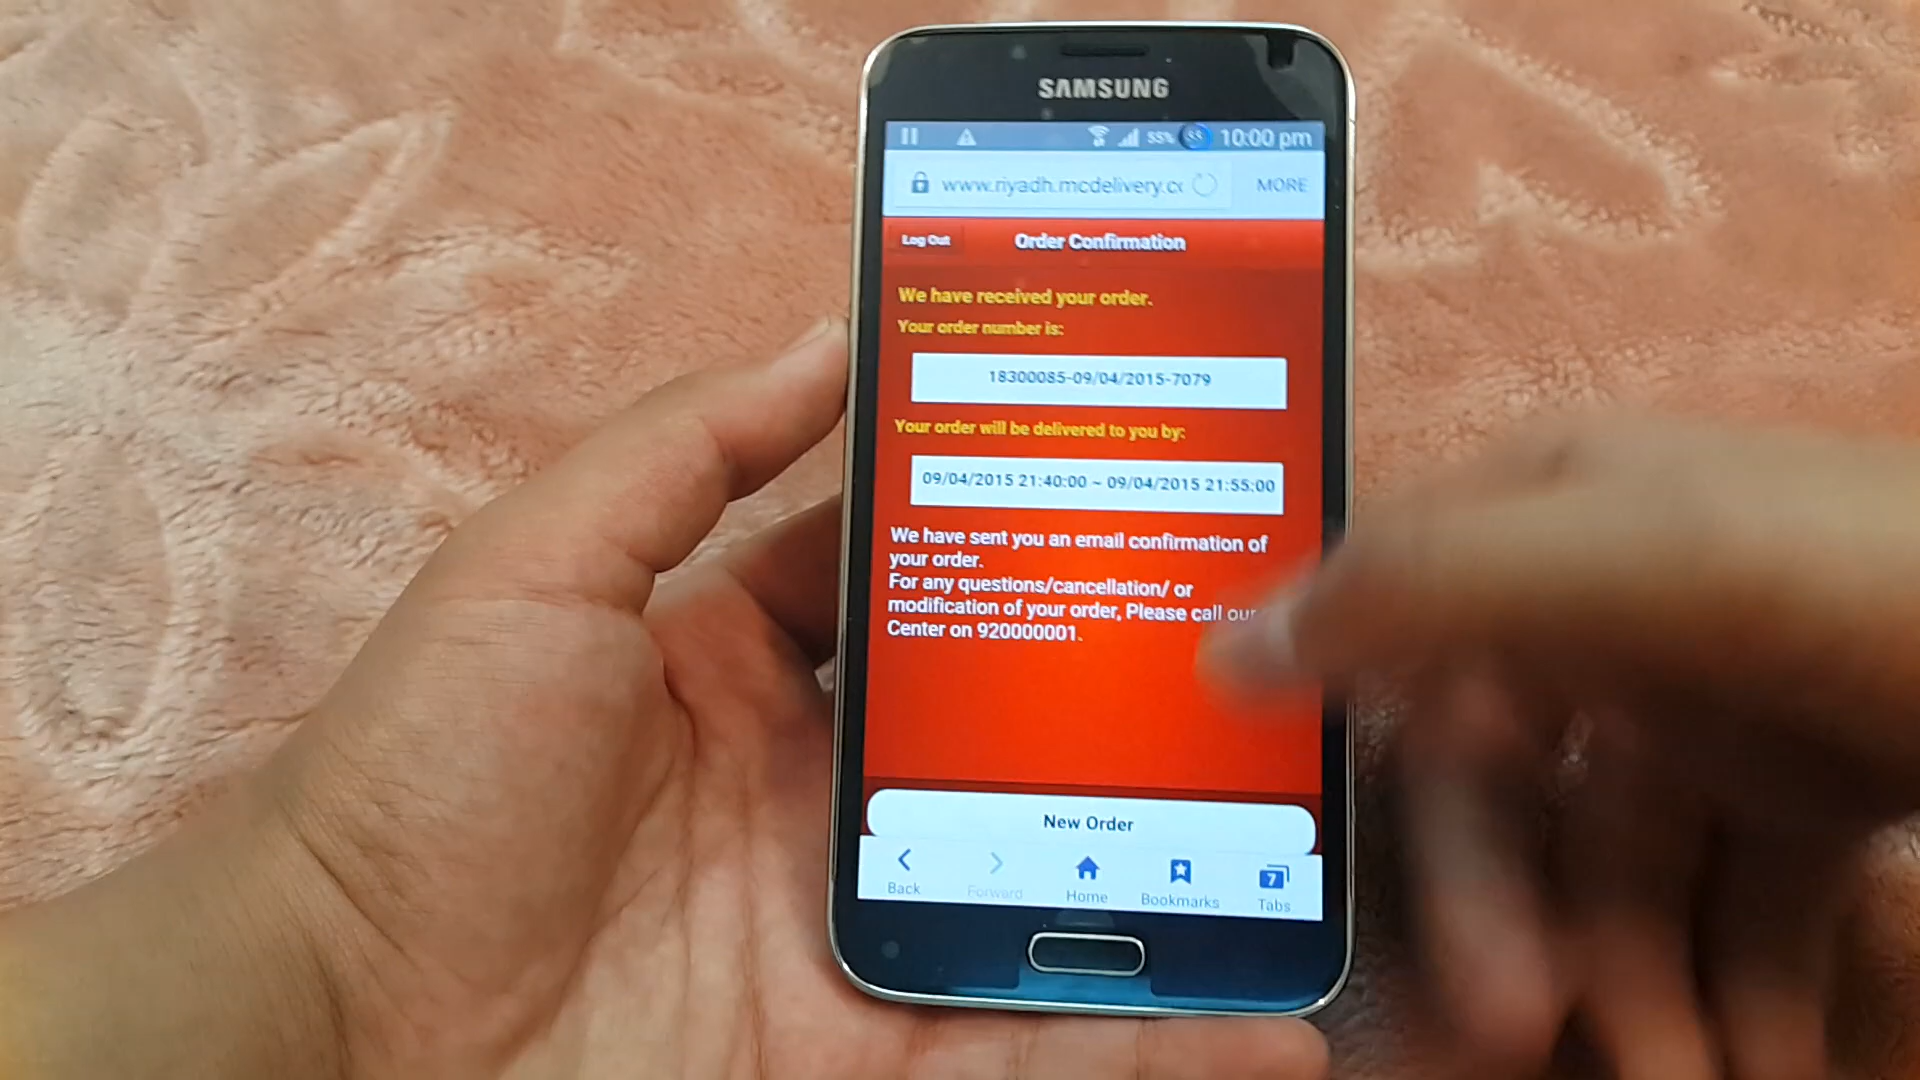 SAMSUNG
55% 55 10:00 pm
www.riyadh.mcdelivery.co MORE
Log Out Order Confirmation
We have received your order.
Your order number is:
18300085-09/04/2015-7079
Your order will be delivered to you by:
09/04/2015 21:40:00 ~ 09/04/2015 21:55:00
We have sent you an email confirmation of
your order.
For any questions/cancellation/ or
modification of your order, Please call our
Center on 920000001.
New Order
Back Forward Home Bookmarks 7 Tabs